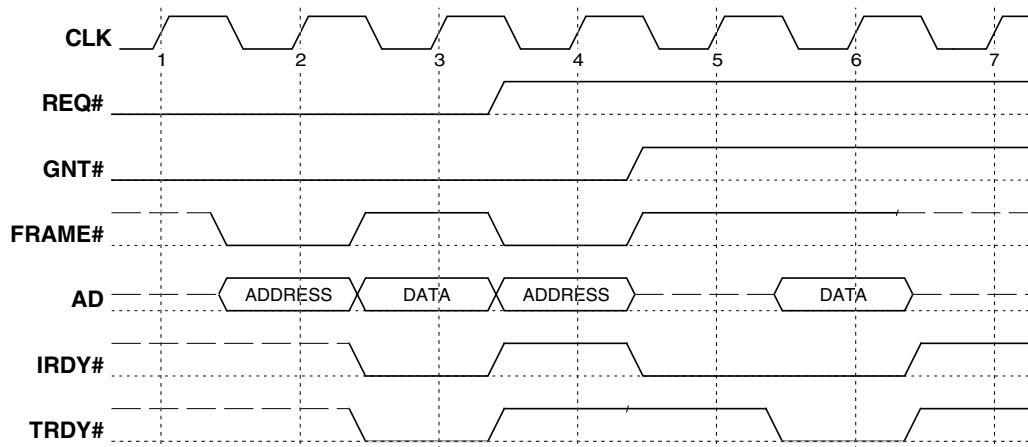 CLK
1 2 3 4 5 6 7
REQ#
GNT#
FRAME#
AD ADDRESS DATA ADDRESS DATA
IRDY#
TRDY#